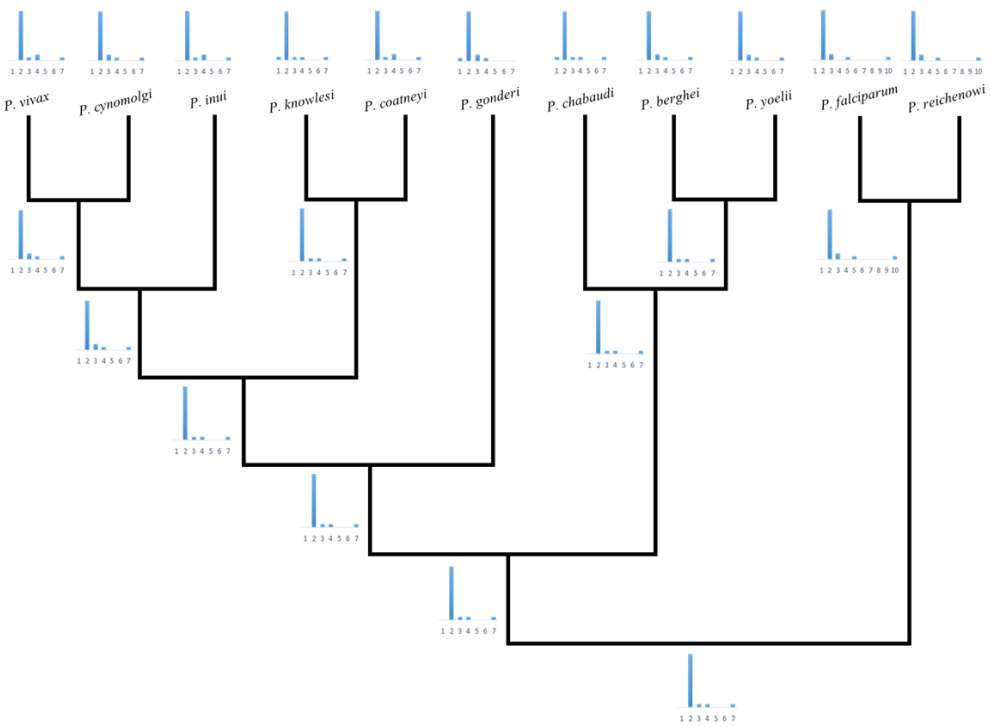 1 2 3 4 5 6 7
1 2 3 4 5 6 7
1 2 3 4 5 6 7
1 2 3 4 5 6 7
1 2 3 4 5 6 7
1 2 3 4 5 6 7
1 2 3 4 5 6 7
1 2 3 4 5 6 7
1 2 3 4 5 6 7
1 2 3 4 5 6 7 8 9 10
1 2 3 4 5 6 7 8 9 10
P. vivax
P. cynomolgi
P. inui
P. knowlesi
P. coatneyi
P. gonderi
P. chabaudi
P. berghei
P. yoelii
P. falciparum
P. reichenowi
1 2 3 4 5 6 7
1 2 3 4 5 6 7
1 2 3 4 5 6 7
1 2 3 4 5 6 7 8 9 10
1 2 3 4 5 6 7
1 2 3 4 5 6 7
1 2 3 4 5 6 7
1 2 3 4 5 6 7
1 2 3 4 5 6 7
1 2 3 4 5 6 7